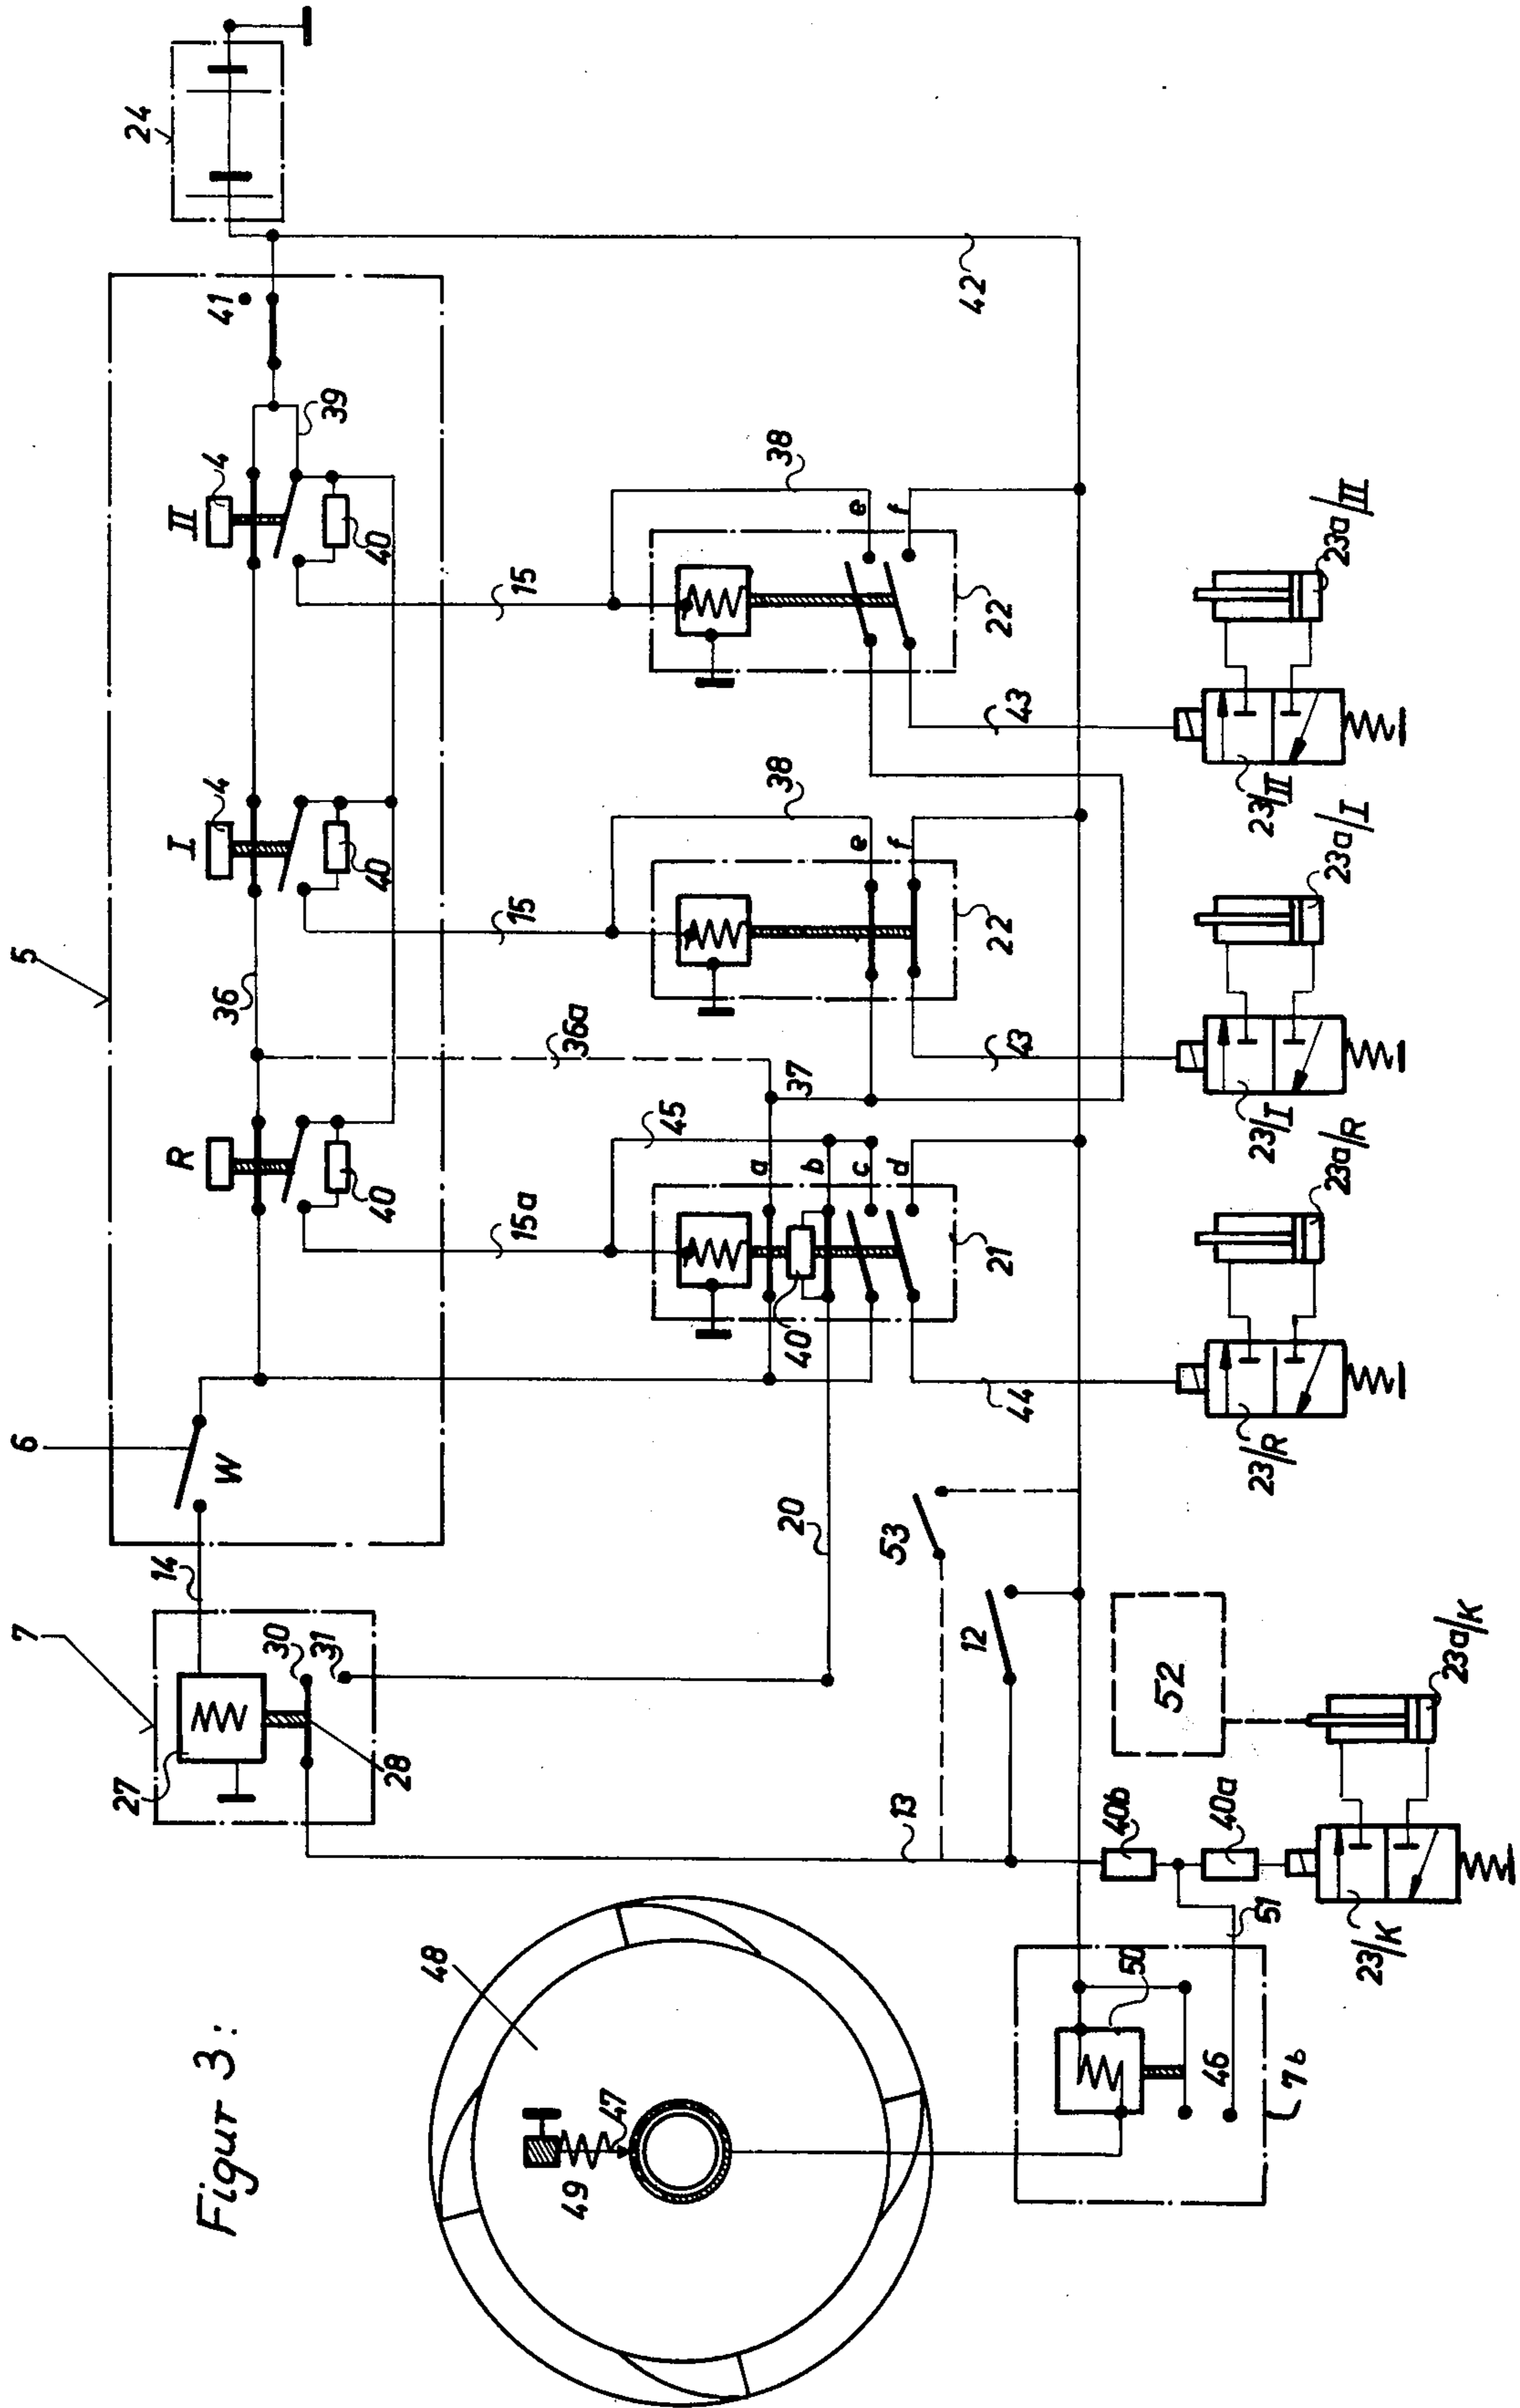 Figur 3:
5
6
7
W
14
27
28
30
31
R
I
4
II
4
36
36a
39
40
40
40
41
24
15a
15
15
45
37
38
38
a
b
c
d
e
f
e
f
40
21
22
22
42
20
53
12
13
44
43
43
48
47
49
50
46
7b
51
40b
40a
52
23/K
23a/K
23/R
23a/R
23/I
23a/I
23/II
23a/II